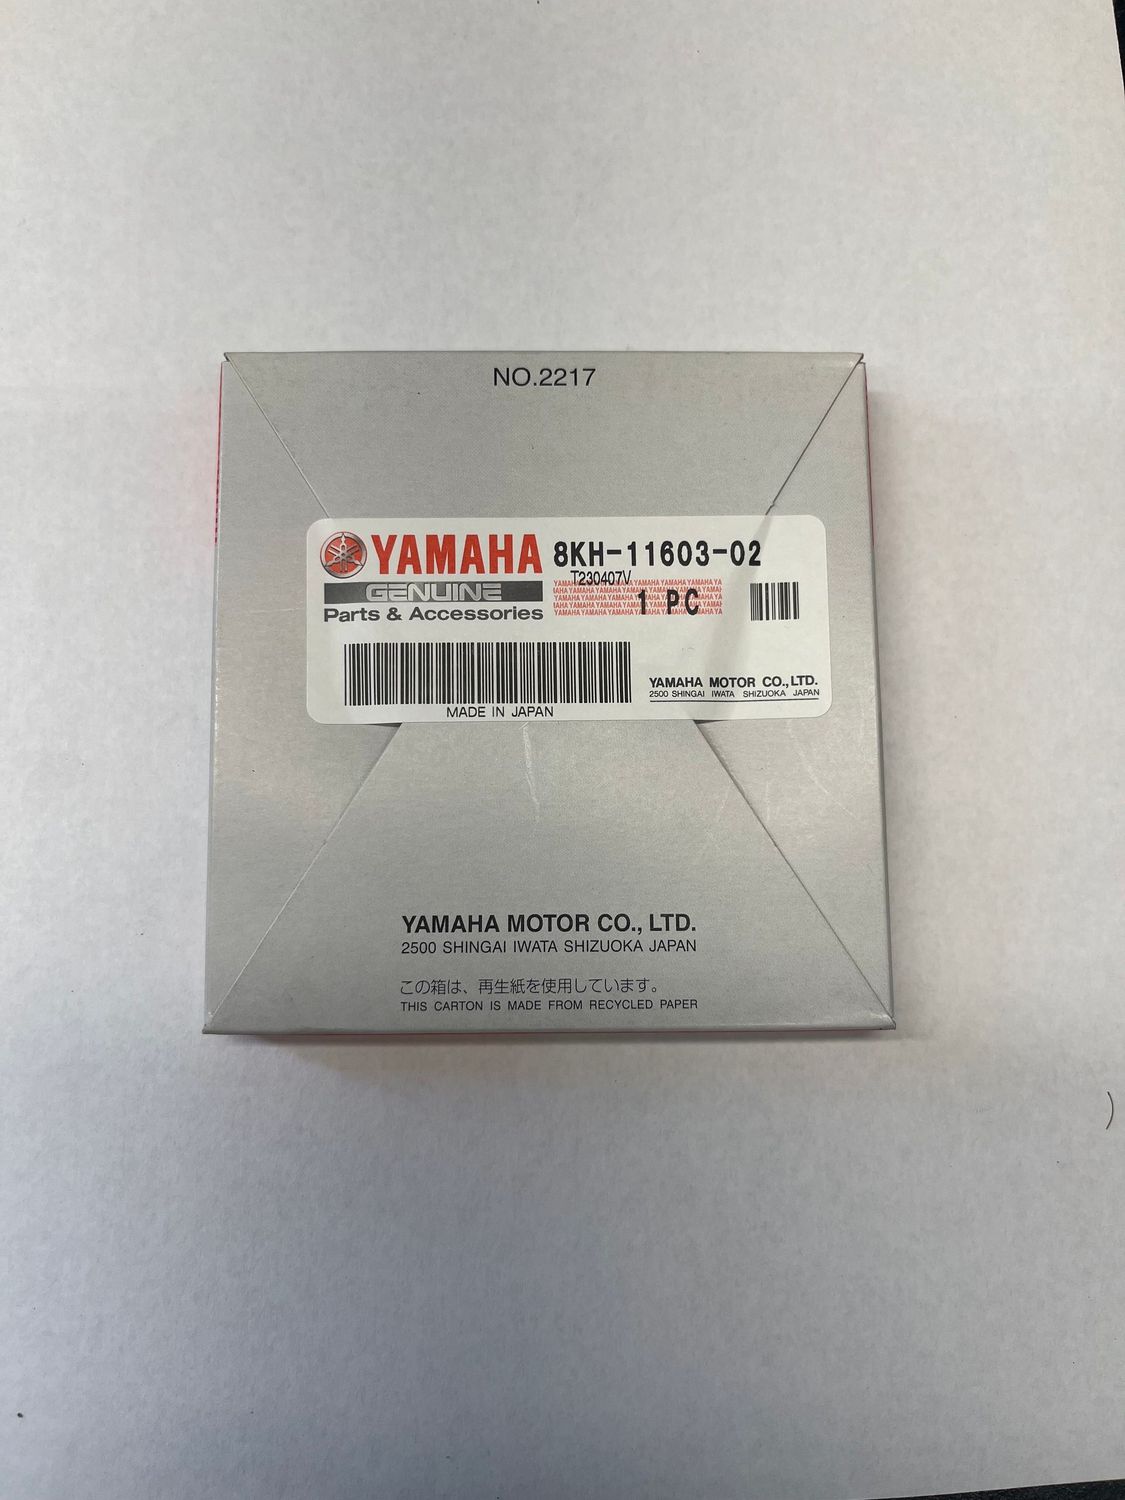 NO.2217
YAMAHA 8KH-11603-02
T230407V
GENUINE
1 PC
Parts & Accessories
YAMAHA MOTOR CO.,LTD.
2500 SHINGAI IWATA SHIZUOKA JAPAN
MADE IN JAPAN
YAMAHA MOTOR CO., LTD.
2500 SHINGAI IWATA SHIZUOKA JAPAN
この箱は、再生紙を使用しています。
THIS CARTON IS MADE FROM RECYCLED PAPER